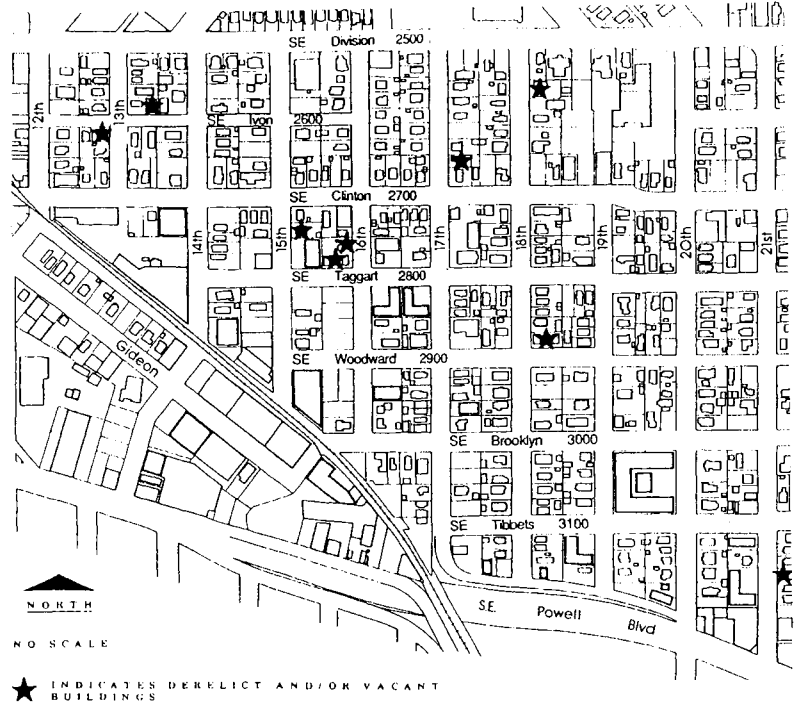 SE Division 2500
12th
13th
SE Ivon 2600
SE Clinton 2700
14th
15th
16th
17th
18th
19th
20th
21st
SE Taggart 2800
Gideon
SE Woodward 2900
SE Brooklyn 3000
SE Tibbets 3100
S.E. Powell Blvd
NORTH
NO SCALE
INDICATES DERELICT AND/OR VACANT
BUILDINGS